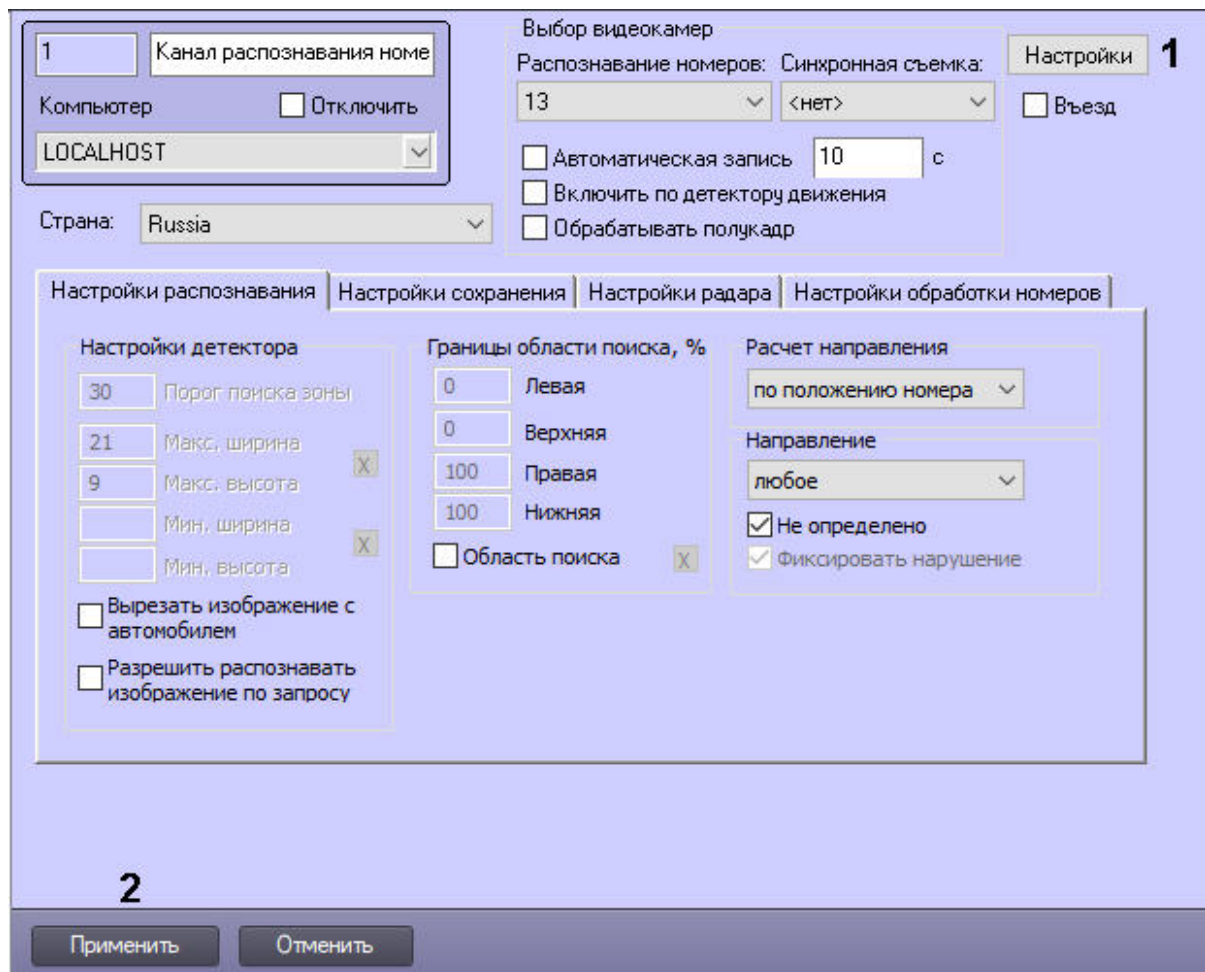 Выбор видеокамер
1 Канал распознавания номе
Распознавание номеров: Синхронная съемка: Настройки 1
Компьютер Отключить
13 <нет> Въезд
LOCALHOST
Автоматическая запись 10 с
Включить по детектору движения
Страна: Russia
Обрабатывать полукадр
Настройки распознавания Настройки сохранения Настройки радара Настройки обработки номеров
Настройки детектора
30 Порог поиска зоны
21 Макс. ширина
X
9 Макс. высота
Мин. ширина
X
Мин. высота
Вырезать изображение с
автомобилем
Разрешить распознавать
изображение по запросу
Границы области поиска, %
0 Левая
0 Верхняя
100 Правая
100 Нижняя
Область поиска X
Расчет направления
по положению номера
Направление
любое
Не определено
Фиксировать нарушение
2
Применить Отменить